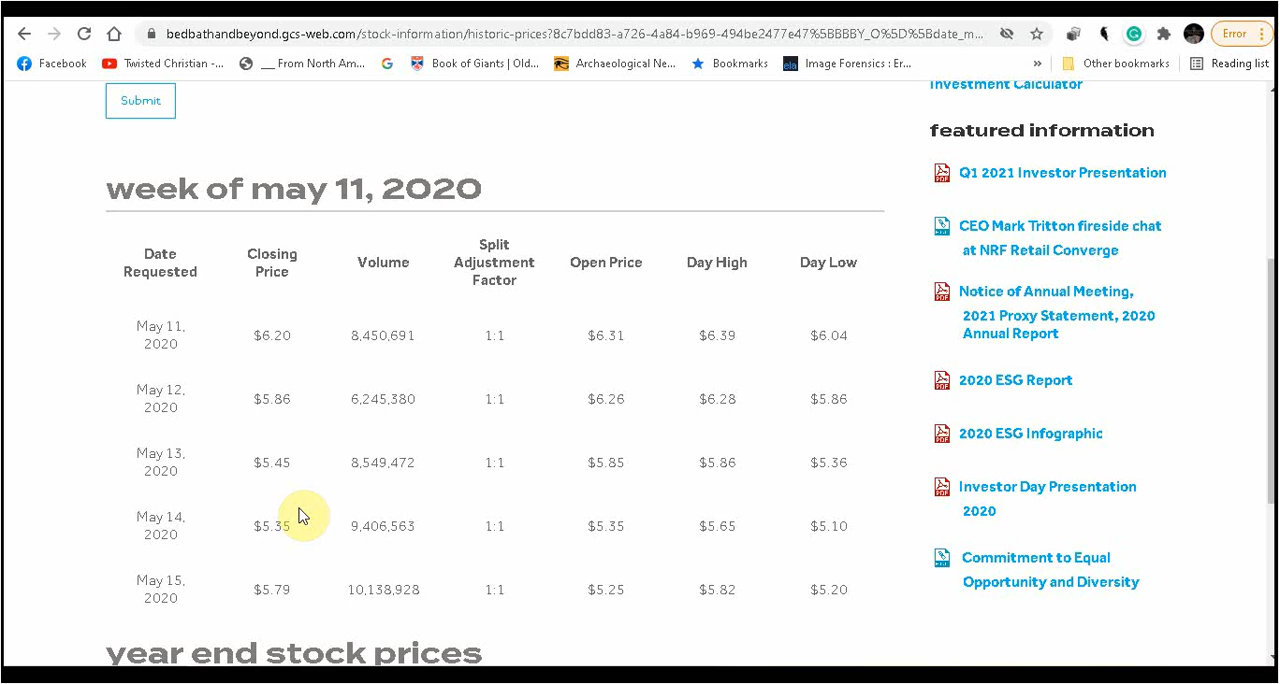 bedbathandbeyond.gcs-web.com/stock-information/historic-prices?8c7bdd83-a726-4a84-b969-494be2477e47%5BBBBY_O%5D%5Bdate_m...
Error
Facebook
Twisted Christian -...
__ From North Am...
Book of Giants | Old...
Archaeological Ne...
Bookmarks
ela
Image Forensics : Er...
»
Other bookmarks
Reading list
Submit
week of may 11, 2020
Date Requested Closing Price Volume Split Adjustment Factor Open Price Day High Day Low
May 11, 2020 $6.20 8,450,691 1:1 $6.31 $6.39 $6.04
May 12, 2020 $5.86 6,245,380 1:1 $6.26 $6.28 $5.86
May 13, 2020 $5.45 8,549,472 1:1 $5.85 $5.86 $5.36
May 14, 2020 $5.35 9,406,563 1:1 $5.35 $5.65 $5.10
May 15, 2020 $5.79 10,138,928 1:1 $5.25 $5.82 $5.20
year end stock prices
Investment Calculator
featured information
Q1 2021 Investor Presentation
CEO Mark Tritton fireside chat
at NRF Retail Converge
Notice of Annual Meeting,
2021 Proxy Statement, 2020
Annual Report
2020 ESG Report
2020 ESG Infographic
Investor Day Presentation
2020
Commitment to Equal
Opportunity and Diversity